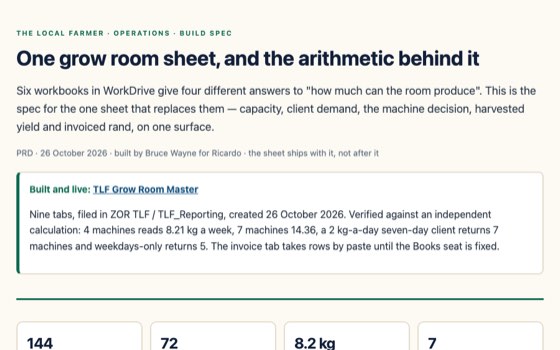 THE LOCAL FARMER · OPERATIONS · BUILD SPEC
One grow room sheet, and the arithmetic behind it
Six workbooks in WorkDrive give four different answers to "how much can the room produce". This is the
spec for the one sheet that replaces them — capacity, client demand, the machine decision, harvested
yield and invoiced rand, on one surface.
PRD · 26 October 2026 · built by Bruce Wayne for Ricardo · the sheet ships with it, not after it
Built and live: TLF Grow Room Master
Nine tabs, filed in ZOR TLF / TLF_Reporting, created 26 October 2026. Verified against an independent
calculation: 4 machines reads 8.21 kg a week, 7 machines 14.36, a 2 kg-a-day seven-day client returns 7
machines and weekdays-only returns 5. The invoice tab takes rows by paste until the Books seat is fixed.
144
72
8.2 kg
7